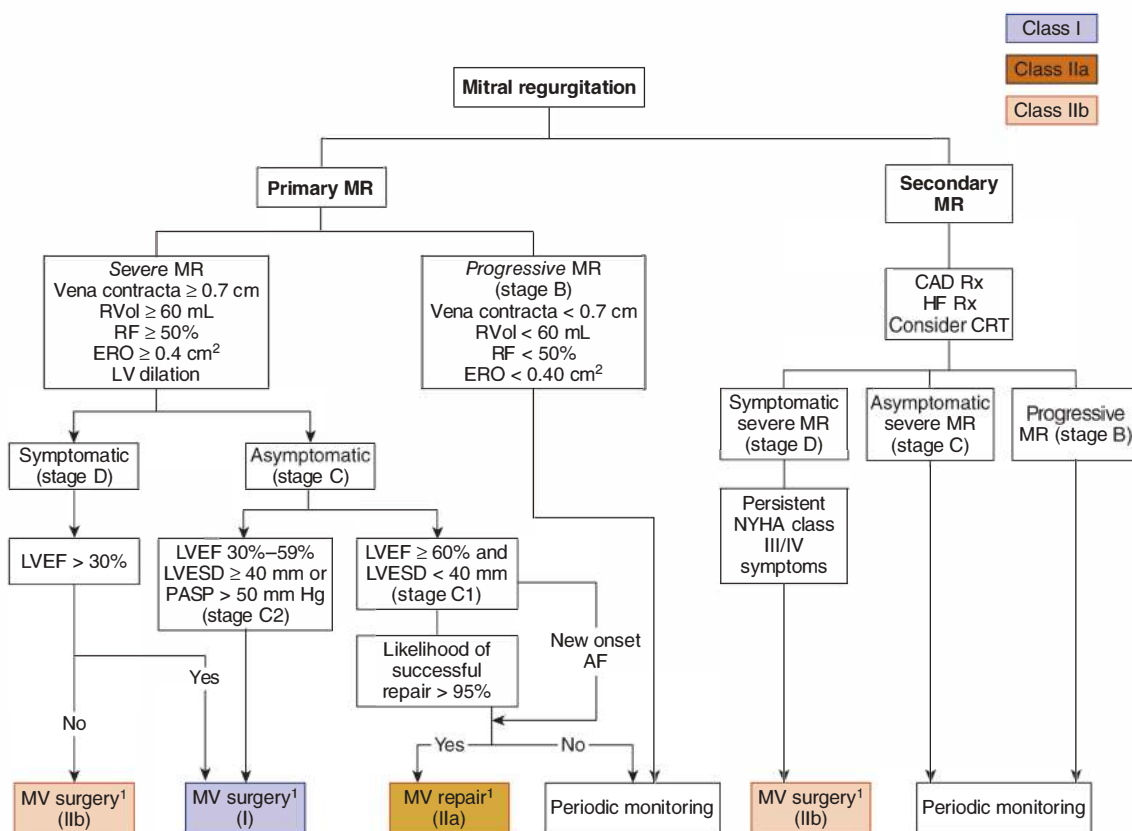 Class I
Class IIa
Class IIb
Mitral regurgitation
Primary MR
Secondary
MR
Severe MR
Vena contracta ≥ 0.7 cm
RVol ≥ 60 mL
RF ≥ 50%
ERO ≥ 0.4 cm²
LV dilation
Progressive MR
(stage B)
Vena contracta < 0.7 cm
RVol < 60 mL
RF < 50%
ERO < 0.40 cm²
CAD Rx
HF Rx
Consider CRT
Symptomatic
(stage D)
Asymptomatic
(stage C)
Symptomatic
severe MR
(stage D)
Asymptomatic
severe MR
(stage C)
Progressive
MR (stage B)
LVEF > 30%
LVEF 30%–59%
LVESD ≥ 40 mm or
PASP > 50 mm Hg
(stage C2)
LVEF ≥ 60% and
LVESD < 40 mm
(stage C1)
Persistent
NYHA class
III/IV
symptoms
Likelihood of
successful
repair > 95%
New onset
AF
Yes
No
Yes
No
MV surgery¹
(IIb)
MV surgery¹
(I)
MV repair¹
(IIa)
Periodic monitoring
MV surgery¹
(IIb)
Periodic monitoring